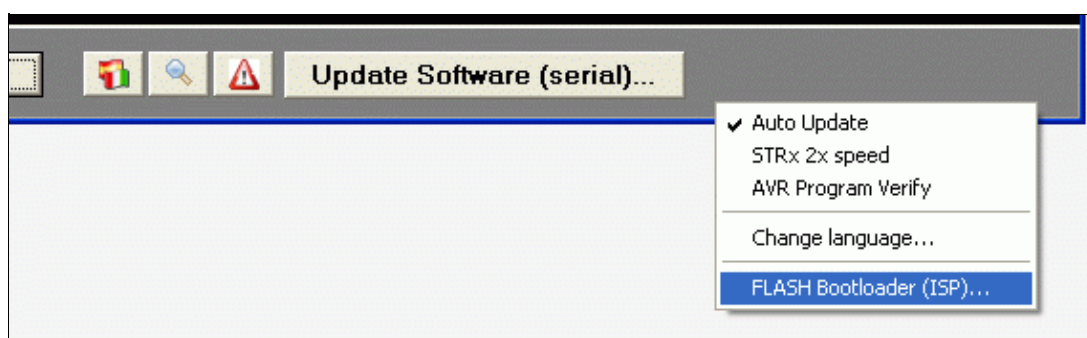 Update Software (serial)...
Auto Update
STRx 2x speed
AVR Program Verify
Change language...
FLASH Bootloader (ISP)...